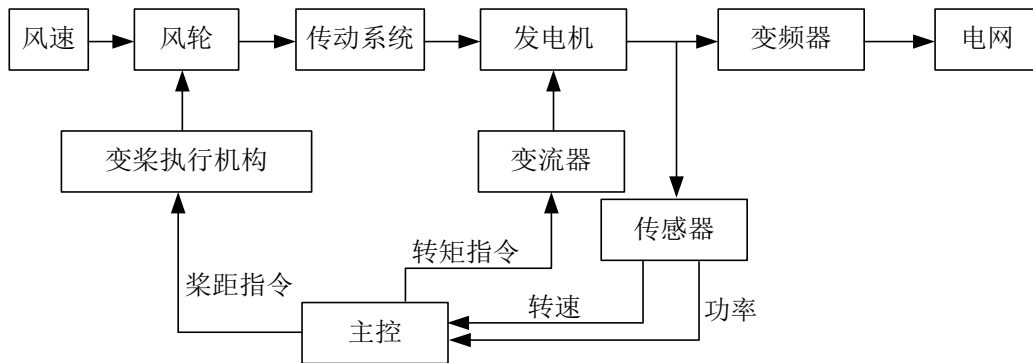 风速
风轮
传动系统
发电机
变频器
电网
变桨执行机构
变流器
传感器
转矩指令
桨距指令
转速
功率
主控